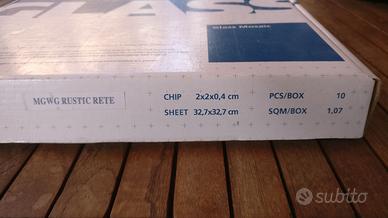 GLASS
Glass Mosaic
MGWG RUSTIC RETE
CHIP 2x2x0,4 cm
PCS/BOX 10
SHEET 32,7x32,7 cm
SQM/BOX 1,07
subito